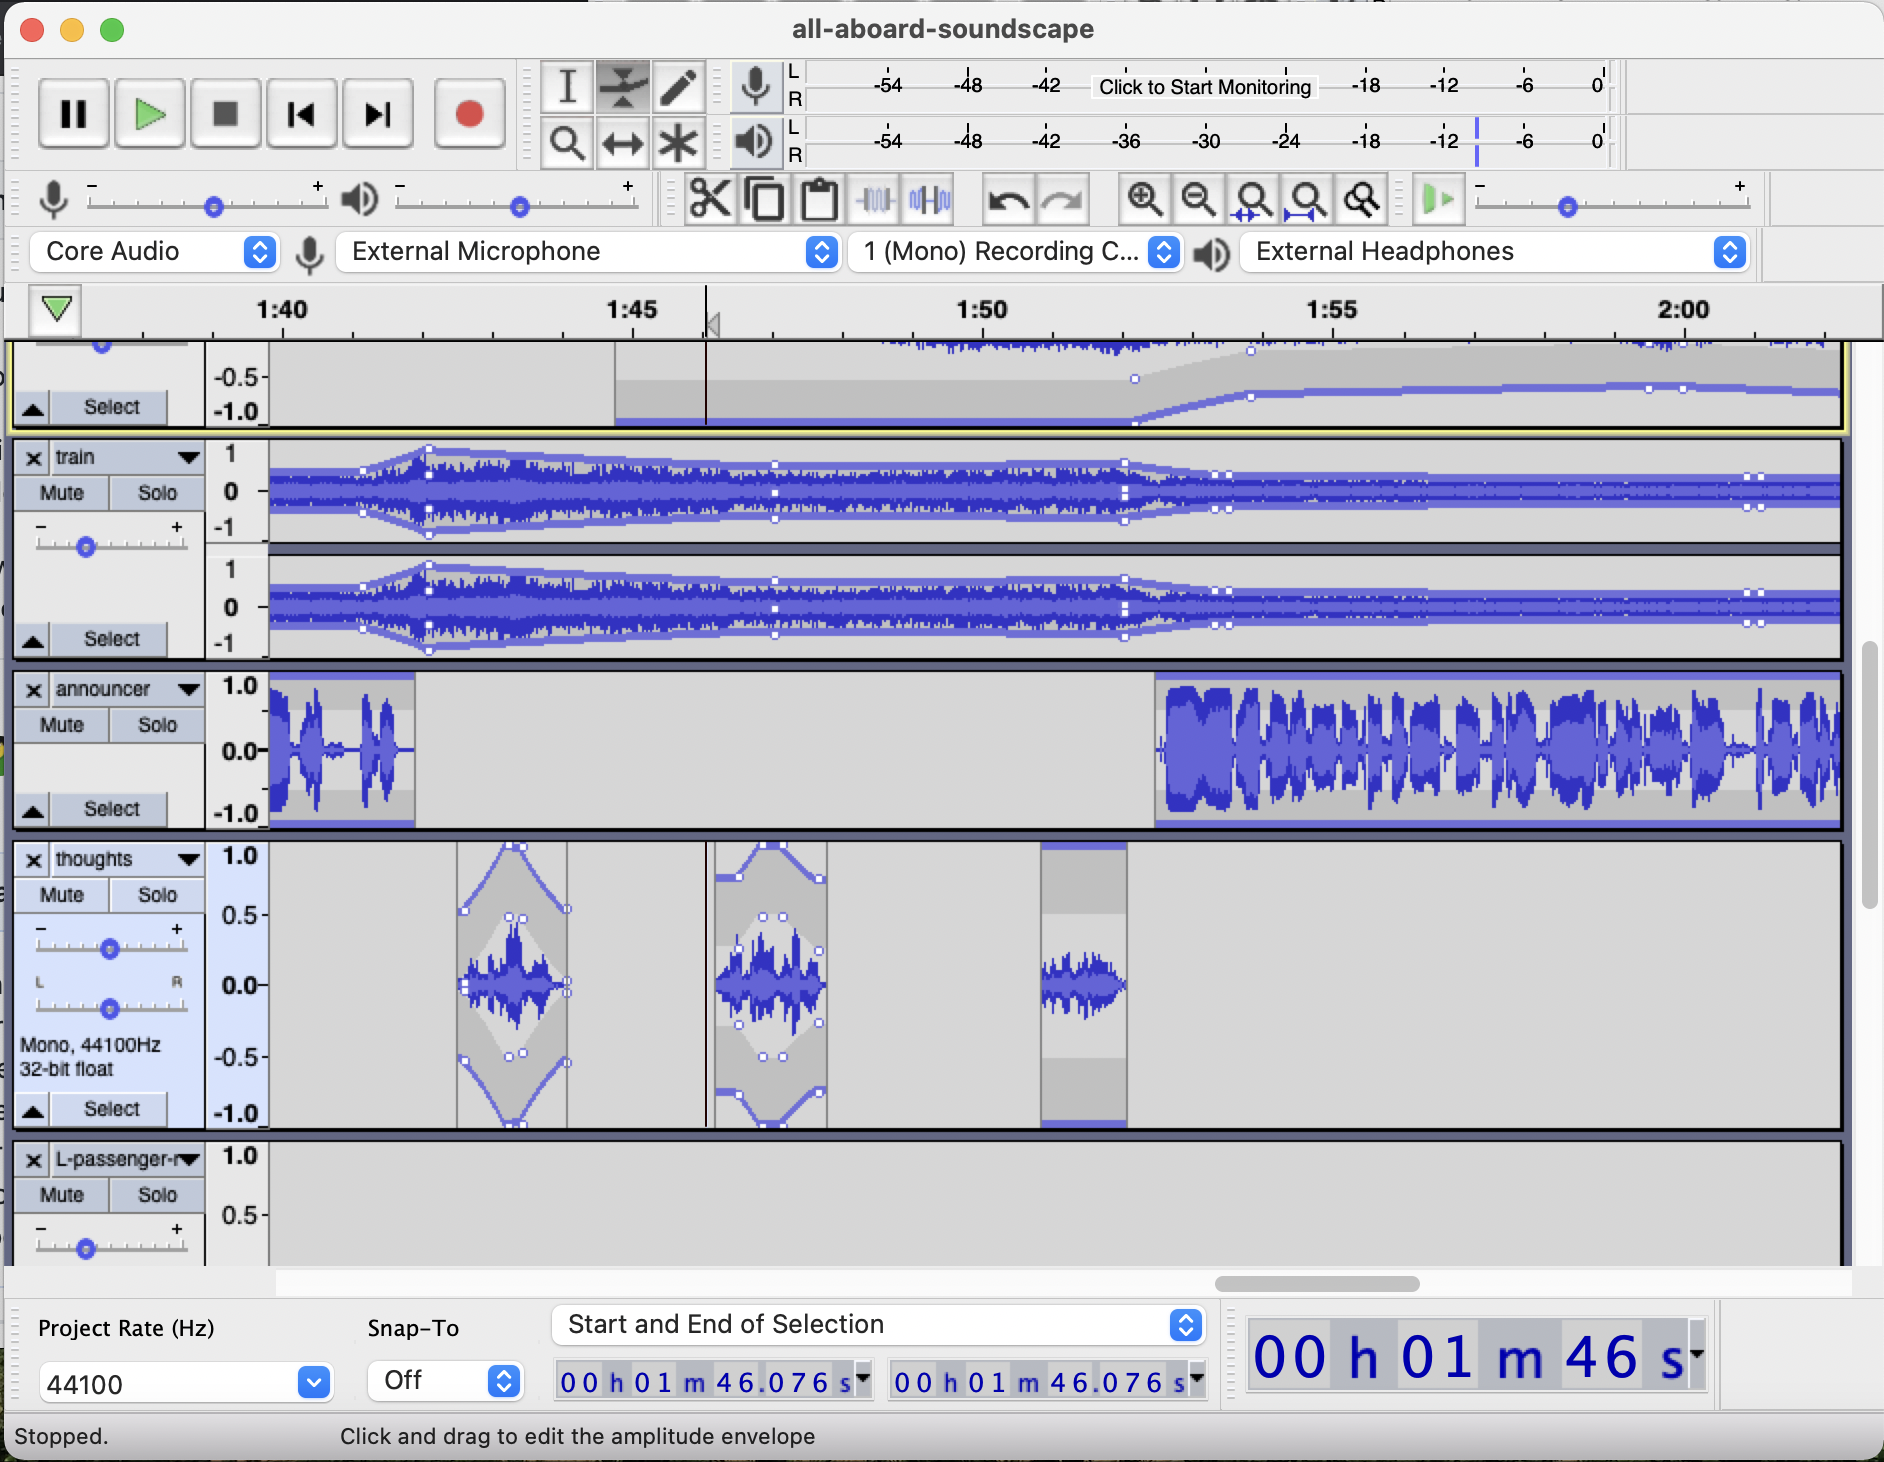 all-aboard-soundscape
L
R
-54 -48 -42 Click to Start Monitoring -18 -12 -6 0
L
R
-54 -48 -42 -36 -30 -24 -18 -12 -6 0
- + - + - +
Core Audio External Microphone 1 (Mono) Recording C... External Headphones
1:40 1:45 1:50 1:55 2:00
-0.5
-1.0
Select
train
Mute Solo
- +
1
0
-1
1
0
-1
Select
announcer
Mute Solo
1.0
0.0
-1.0
Select
thoughts
Mute Solo
- +
L R
Mono, 44100Hz
32-bit float
Select
1.0
0.5
0.0
-0.5
-1.0
L-passenger-r
Mute Solo
- +
1.0
0.5
Project Rate (Hz) Snap-To Start and End of Selection
44100 Off 00 h 01 m 46.076 s 00 h 01 m 46.076 s 00 h 01 m 46 s
Stopped. Click and drag to edit the amplitude envelope